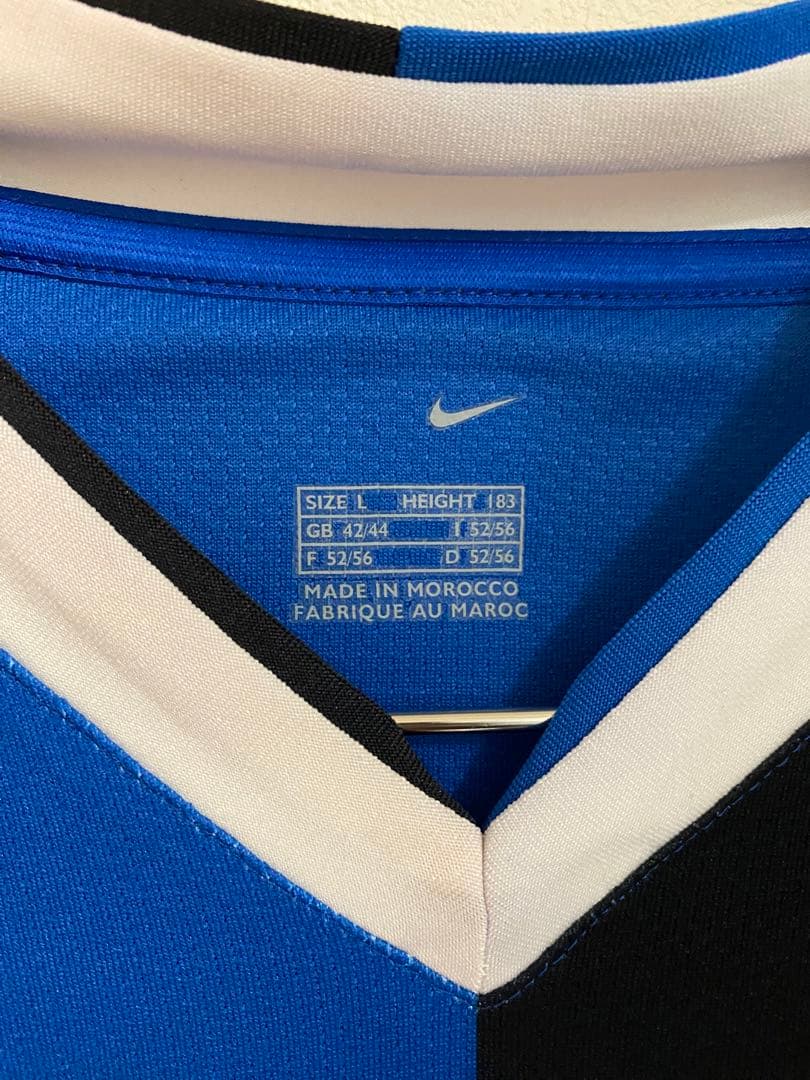 SIZE L HEIGHT 183
GB 42/44 I 52/56
F 52/56 D 52/56
MADE IN MOROCCO
FABRIQUE AU MAROC